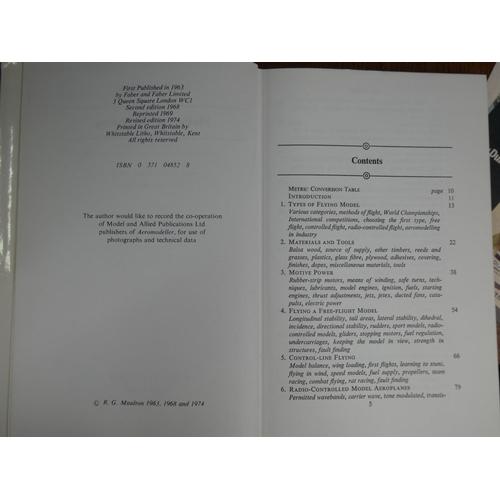 First Published in 1963
by Faber and Faber Limited
3 Queen Square London WC1
Second edition 1968
Reprinted 1969
Revised edition 1974
Printed in Great Britain by
Whitstable Litho, Whitstable, Kent
All rights reserved
ISBN 0 571 04852 8
The author would like to record the co-operation
of Model and Allied Publications Ltd
publishers of Aeromodeller, for use of
photographs and technical data
© R. G. Moulton 1963, 1968 and 1974
Contents
METRIC CONVERSION TABLE page 10
INTRODUCTION 11
1. TYPES OF FLYING MODEL 13
Various categories, methods of flight, World Championships,
International competitions, choosing the first type, free
flight, controlled flight, radio-controlled flight, aeromodelling
in industry
2. MATERIALS AND TOOLS 22
Balsa wood, source of supply, other timbers, reeds and
grasses, plastics, glass fibre, plywood, adhesives, covering,
finishes, dopes, miscellaneous materials, tools
3. MOTIVE POWER 38
Rubber-strip motors, means of winding, safe turns, tech-
niques, lubricants, model engines, ignition, fuels, starting
engines, thrust adjustments, jets, jetex, ducted fans, cata-
pults, electric power
4. FLYING A FREE-FLIGHT MODEL 54
Longitudinal stability, tail areas, lateral stability, dihedral,
incidence, directional stability, rudders, sport models, radio-
controlled models, gliders, stopping motors, fuel regulation,
undercarriages, keeping the model in view, strength in
structures, fault finding
5. CONTROL-LINE FLYING 66
Model balance, wing loading, first flights, learning to stunt,
flying in wind, speed models, fuel supply, propellers, team
racing, combat flying, rat racing, fault finding
6. RADIO-CONTROLLED MODEL AEROPLANES 79
Permitted wavebands, carrier wave, tone modulated, transis-
5